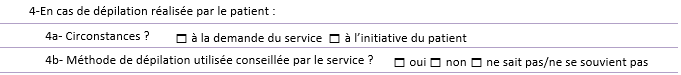 4-En cas de dépilation réalisée par le patient :
4a- Circonstances ? □ à la demande du service □ à l’initiative du patient
4b- Méthode de dépilation utilisée conseillée par le service ? □ oui □ non □ ne sait pas/ne se souvient pas